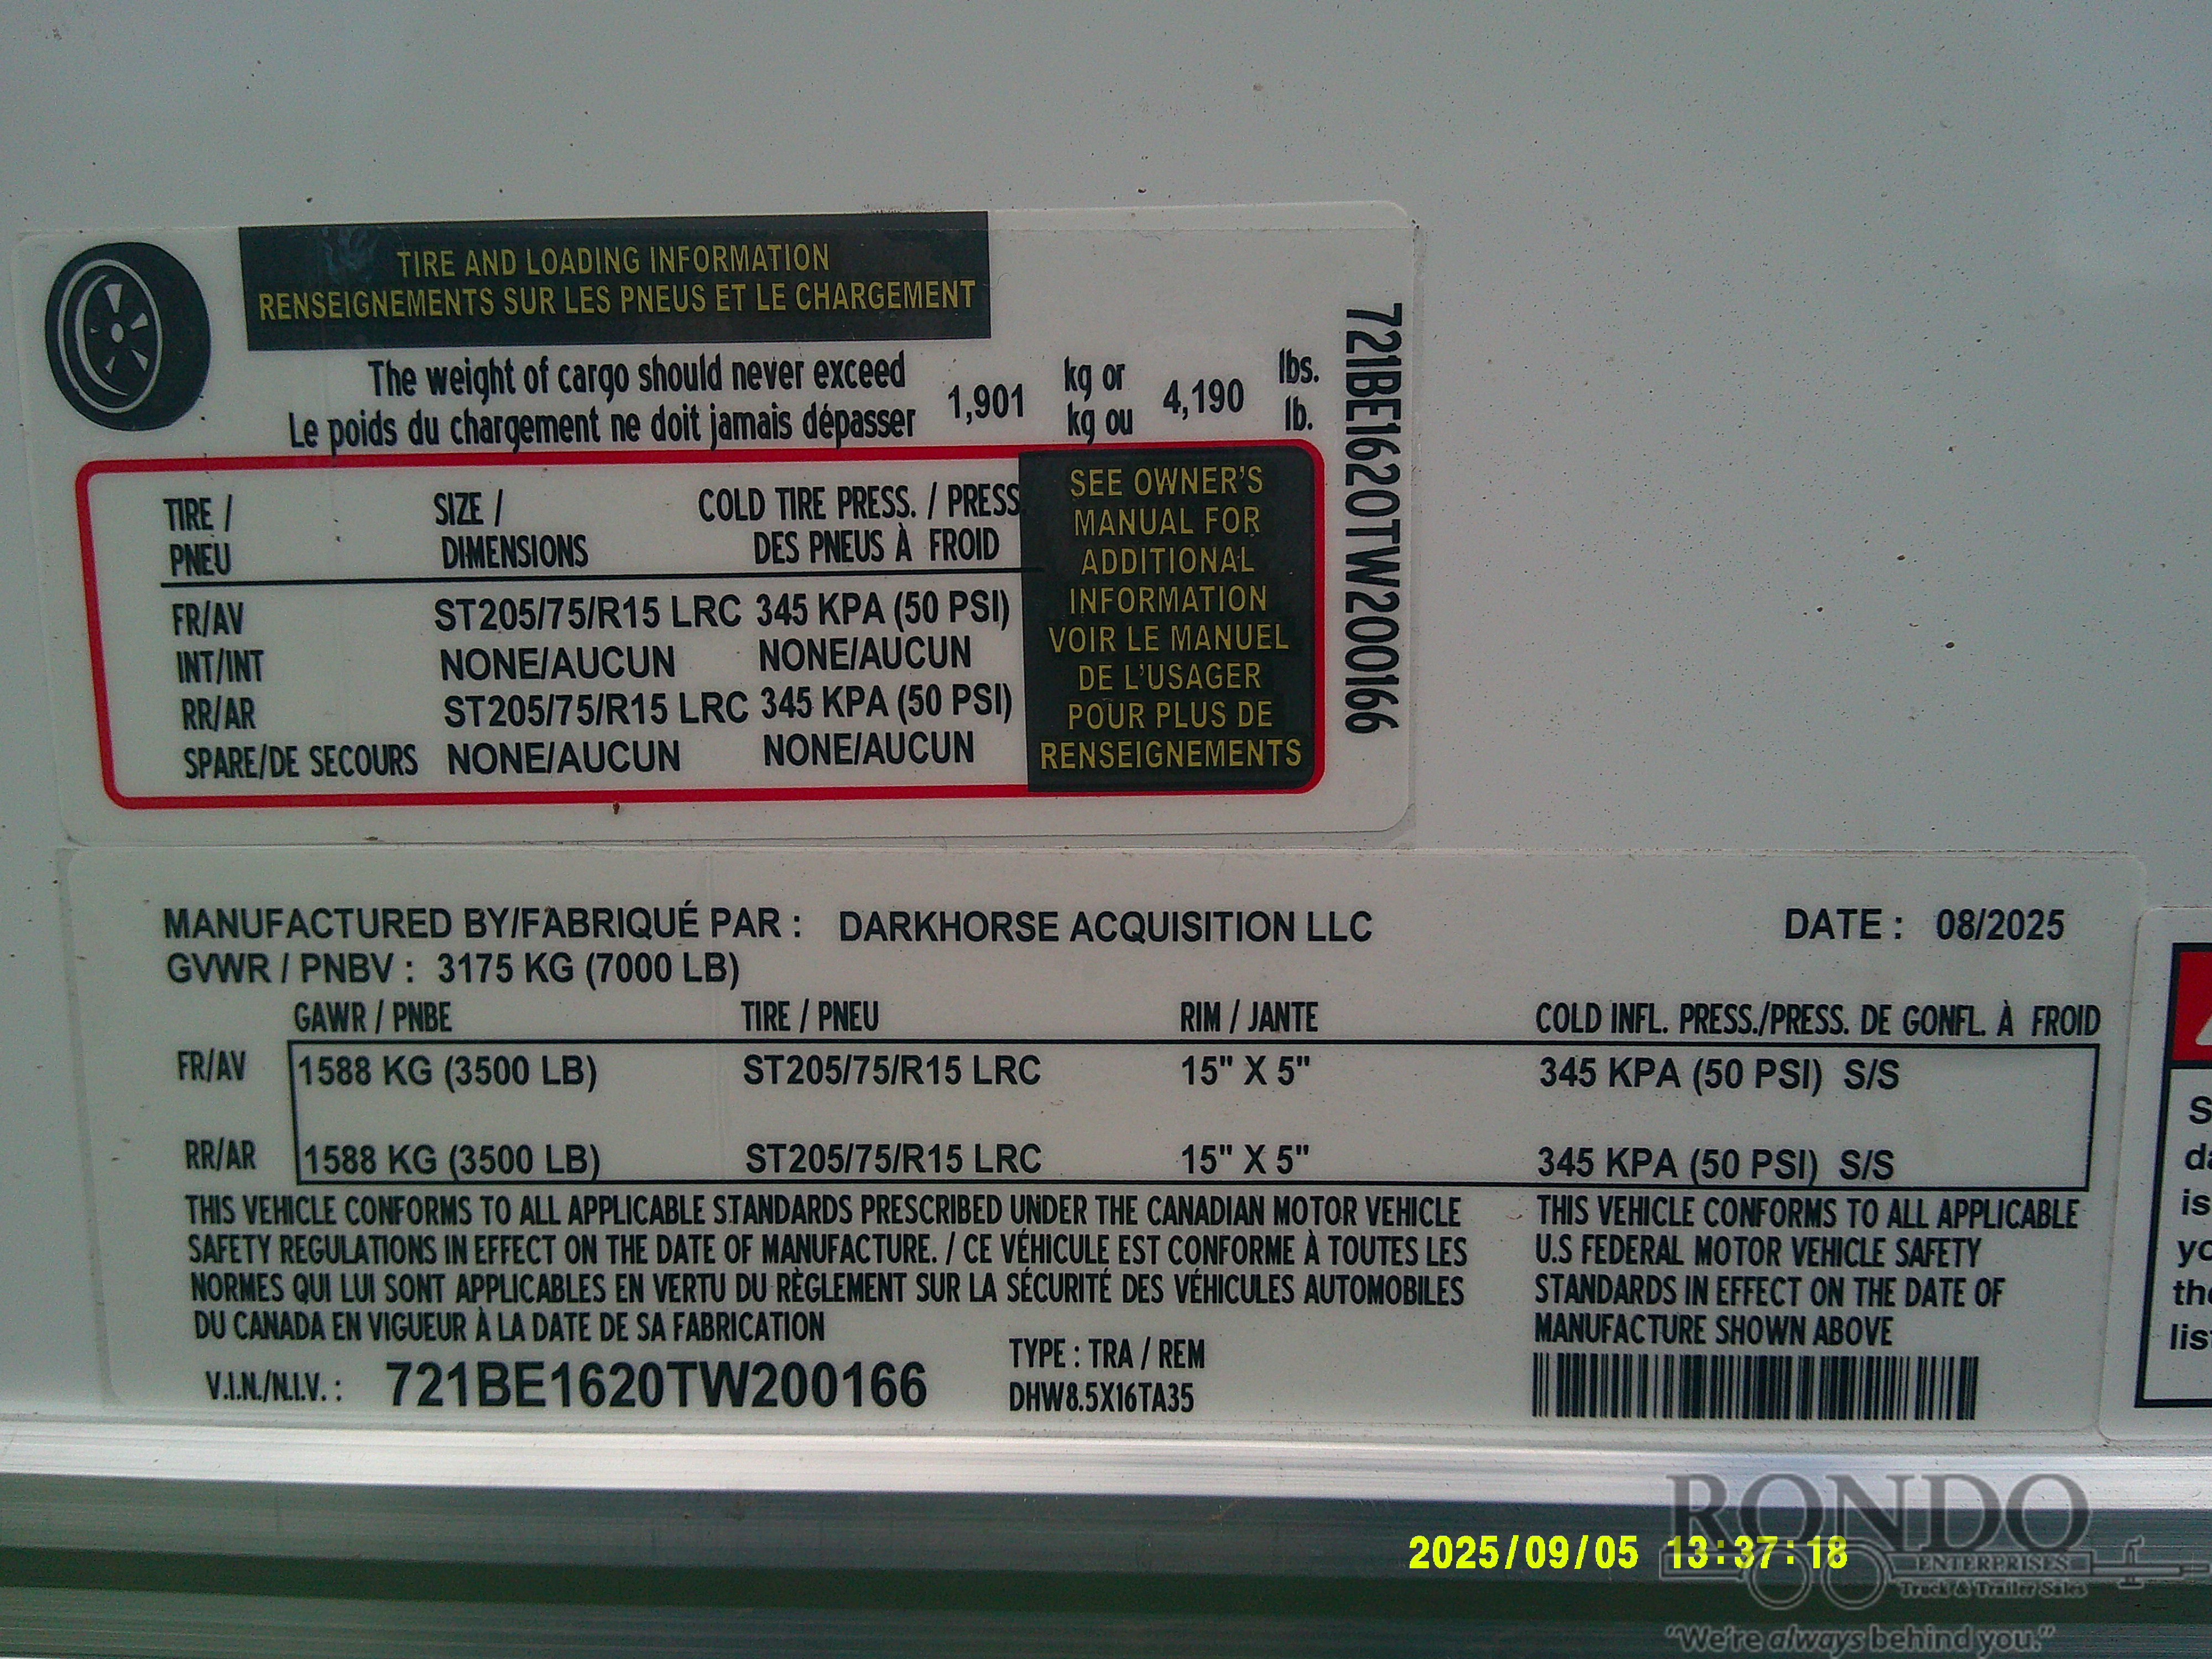 TIRE AND LOADING INFORMATION
RENSEIGNEMENTS SUR LES PNEUS ET LE CHARGEMENT
The weight of cargo should never exceed 1,901 kg or 4,190 lbs.
Le poids du chargement ne doit jamais dépasser kg ou lb.
TIRE / SIZE / COLD TIRE PRESS. / PRESS.
PNEU DIMENSIONS DES PNEUS À FROID
FR/AV ST205/75/R15 LRC 345 KPA (50 PSI)
INT/INT NONE/AUCUN NONE/AUCUN
RR/AR ST205/75/R15 LRC 345 KPA (50 PSI)
SPARE/DE SECOURS NONE/AUCUN NONE/AUCUN
SEE OWNER'S
MANUAL FOR
ADDITIONAL
INFORMATION
VOIR LE MANUEL
DE L'USAGER
POUR PLUS DE
RENSEIGNEMENTS
721BE1620TW200166
MANUFACTURED BY/FABRIQUÉ PAR : DARKHORSE ACQUISITION LLC DATE : 08/2025
GVWR / PNBV : 3175 KG (7000 LB)
GAWR / PNBE TIRE / PNEU RIM / JANTE COLD INFL. PRESS./PRESS. DE GONFL. À FROID
FR/AV 1588 KG (3500 LB) ST205/75/R15 LRC 15" X 5" 345 KPA (50 PSI) S/S
RR/AR 1588 KG (3500 LB) ST205/75/R15 LRC 15" X 5" 345 KPA (50 PSI) S/S
THIS VEHICLE CONFORMS TO ALL APPLICABLE STANDARDS PRESCRIBED UNDER THE CANADIAN MOTOR VEHICLE
SAFETY REGULATIONS IN EFFECT ON THE DATE OF MANUFACTURE. / CE VÉHICULE EST CONFORME À TOUTES LES
NORMES QUI LUI SONT APPLICABLES EN VERTU DU RÈGLEMENT SUR LA SÉCURITÉ DES VÉHICULES AUTOMOBILES
DU CANADA EN VIGUEUR À LA DATE DE SA FABRICATION
THIS VEHICLE CONFORMS TO ALL APPLICABLE
U.S FEDERAL MOTOR VEHICLE SAFETY
STANDARDS IN EFFECT ON THE DATE OF
MANUFACTURE SHOWN ABOVE
V.I.N./N.I.V. : 721BE1620TW200166
TYPE : TRA / REM
DHW8.5X16TA35
2025/09/05 13:37:18
RONDO
ENTERPRISES
Truck & Trailer Sales
"We're always behind you."